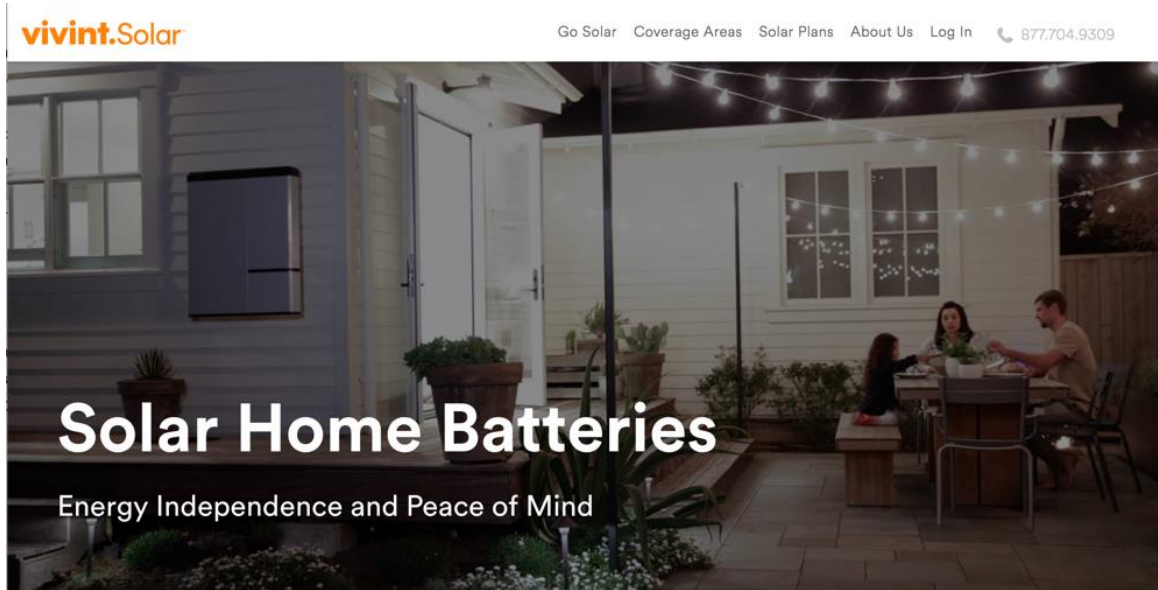 vivint.Solar
Go Solar Coverage Areas Solar Plans About Us Log In 877.704.9309
Solar Home Batteries
Energy Independence and Peace of Mind